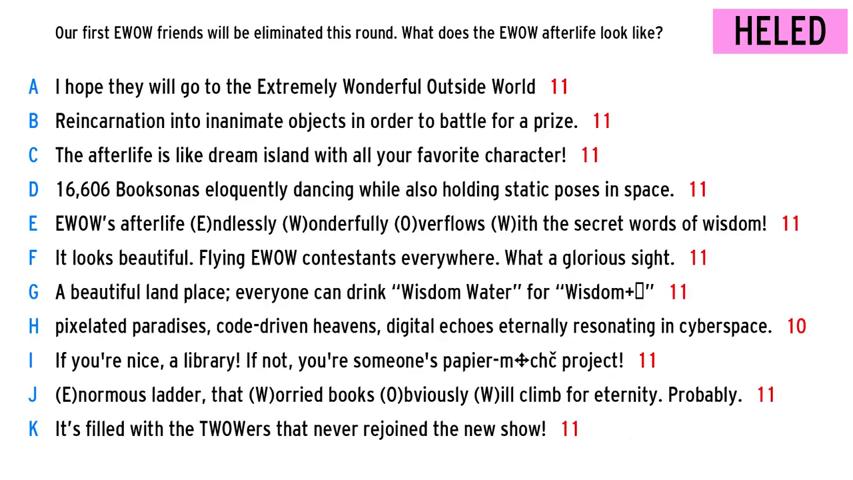 Our first EWOW friends will be eliminated this round. What does the EWOW afterlife look like?
HELED
A I hope they will go to the Extremely Wonderful Outside World 11
B Reincarnation into inanimate objects in order to battle for a prize. 11
C The afterlife is like dream island with all your favorite character! 11
D 16,606 Booksonas eloquently dancing while also holding static poses in space. 11
E EWOW’s afterlife (E)ndlessly (W)onderfully (O)verflows (W)ith the secret words of wisdom! 11
F It looks beautiful. Flying EWOW contestants everywhere. What a glorious sight. 11
G A beautiful land place; everyone can drink “Wisdom Water” for “Wisdom+▯” 11
H pixelated paradises, code-driven heavens, digital echoes eternally resonating in cyberspace. 10
I If you're nice, a library! If not, you're someone's papier-m✣chč project! 11
J (E)normous ladder, that (W)orried books (O)bviously (W)ill climb for eternity. Probably. 11
K It’s filled with the TWOWers that never rejoined the new show! 11